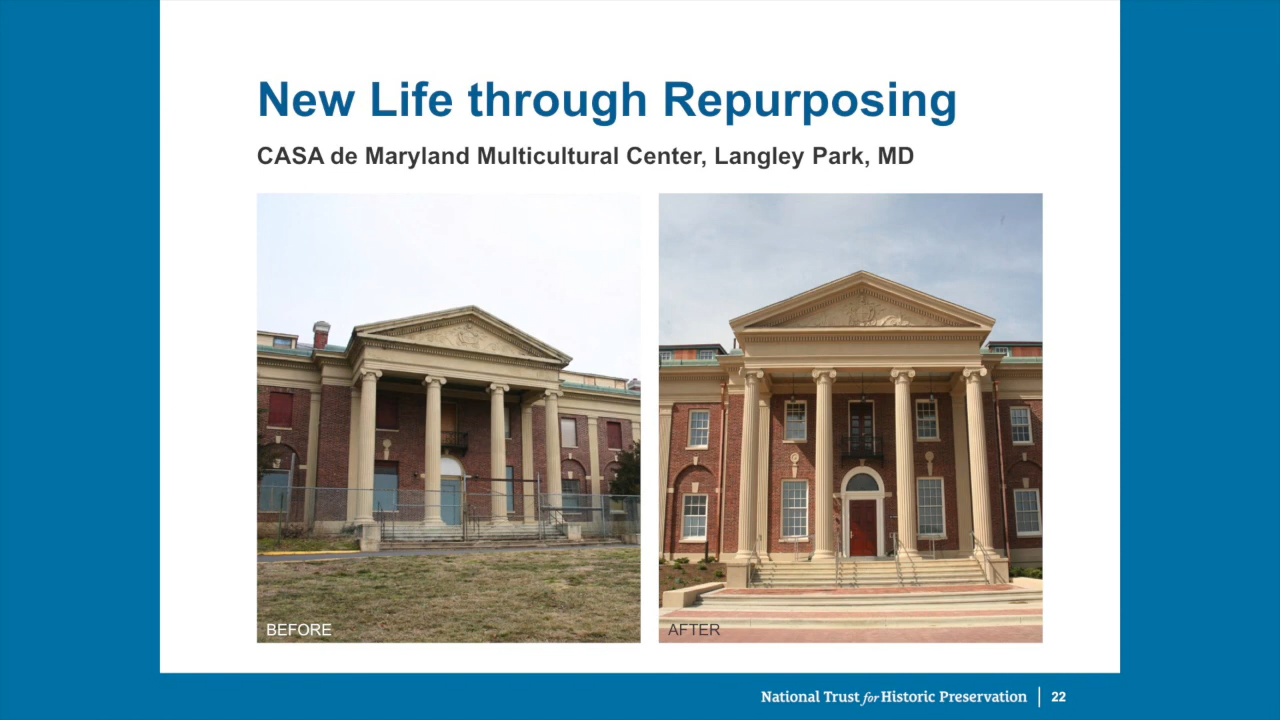 New Life through Repurposing
CASA de Maryland Multicultural Center, Langley Park, MD
BEFORE
AFTER
National Trust for Historic Preservation | 22